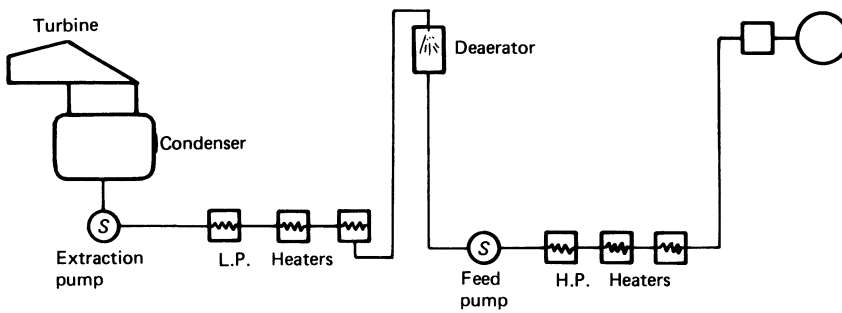 Turbine
Deaerator
Condenser
S
Extraction
pump
L.P. Heaters
S
Feed
pump
H.P. Heaters